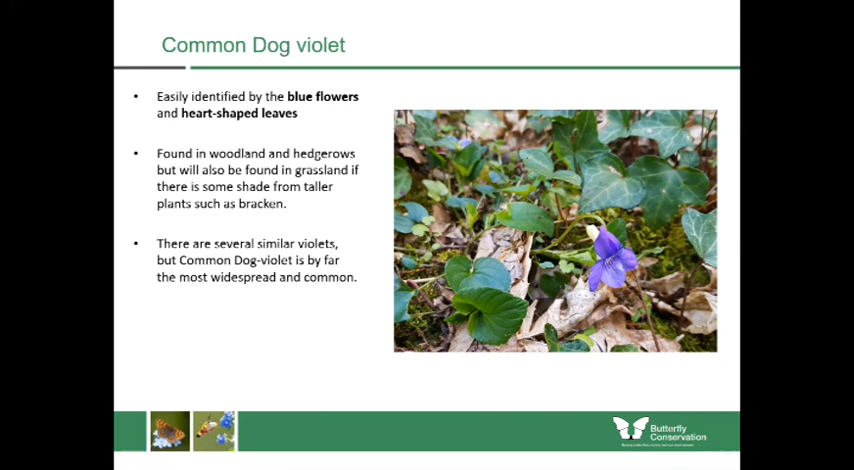 Common Dog violet
• Easily identified by the blue flowers
and heart-shaped leaves
• Found in woodland and hedgerows
but will also be found in grassland if
there is some shade from taller
plants such as bracken.
• There are several similar violets,
but Common Dog-violet is by far
the most widespread and common.
Butterfly
Conservation